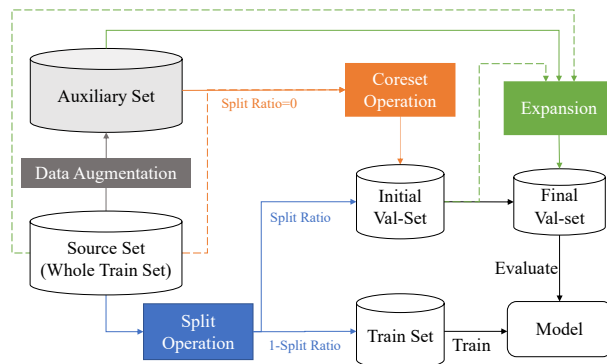 Auxiliary Set
Split Ratio=0
Coreset
Operation
Expansion
Data Augmentation
Source Set
(Whole Train Set)
Split Ratio
Initial
Val-Set
Final
Val-set
Evaluate
Split
Operation
1-Split Ratio
Train Set
Train
Model